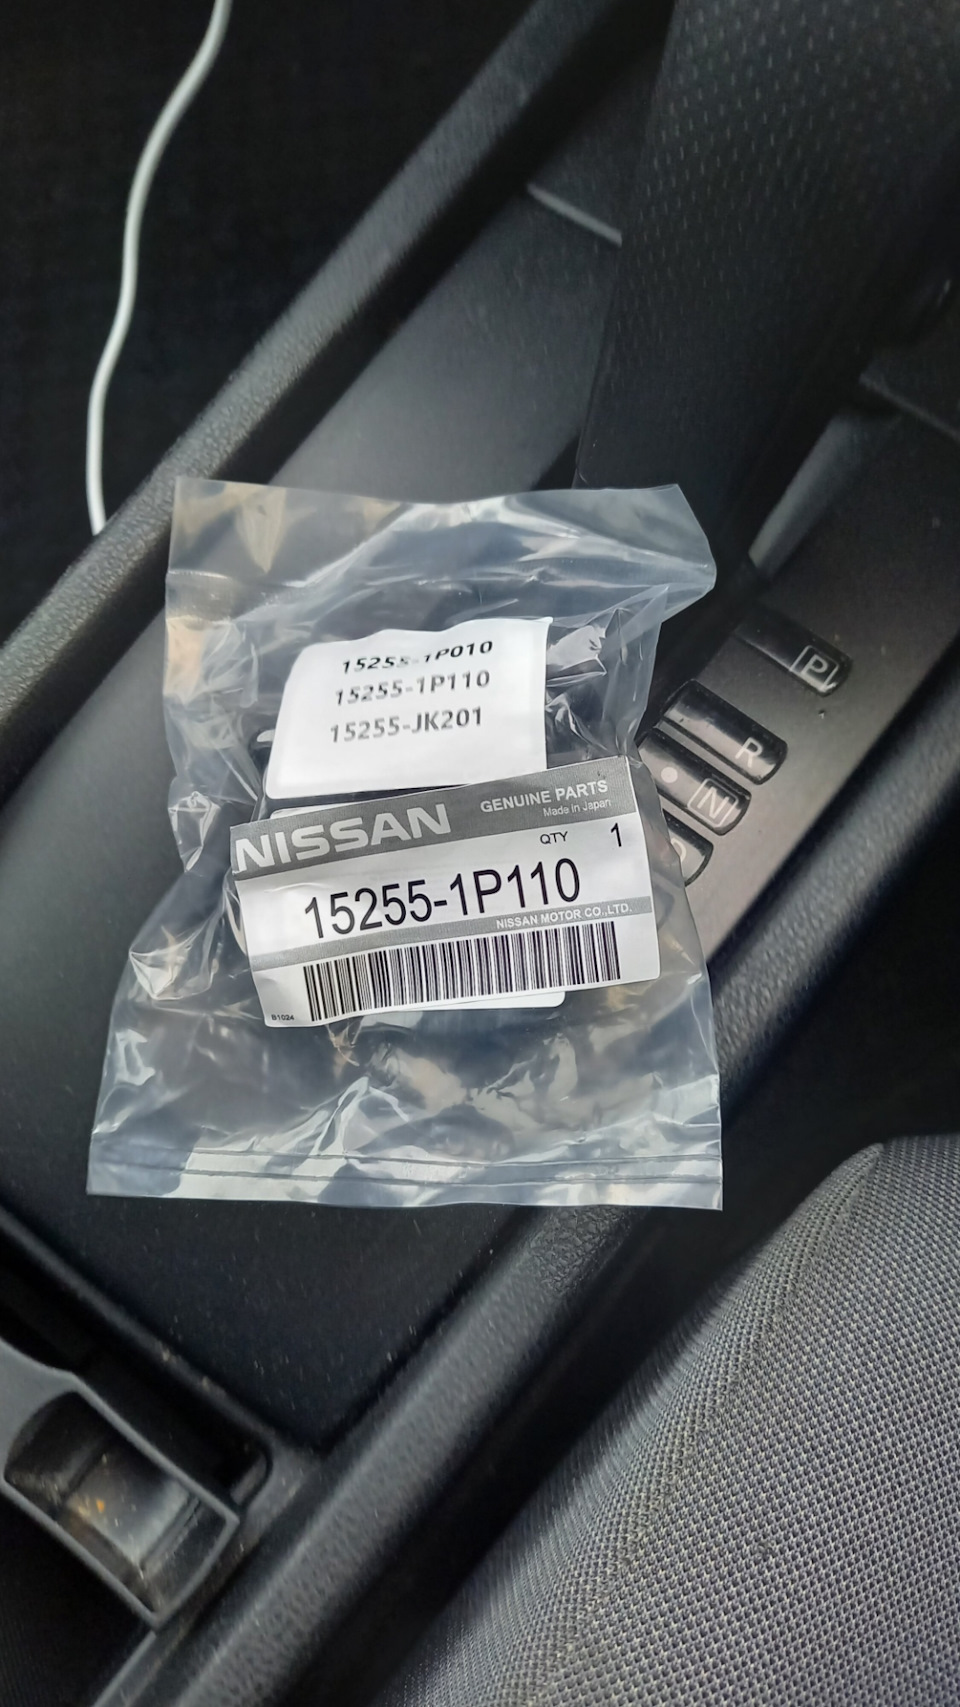 15255-1P010
15255-1P110
15255-JK201
NISSAN
GENUINE PARTS
Made in Japan
QTY 1
15255-1P110
NISSAN MOTOR CO.,LTD.
B1024
P
R
N